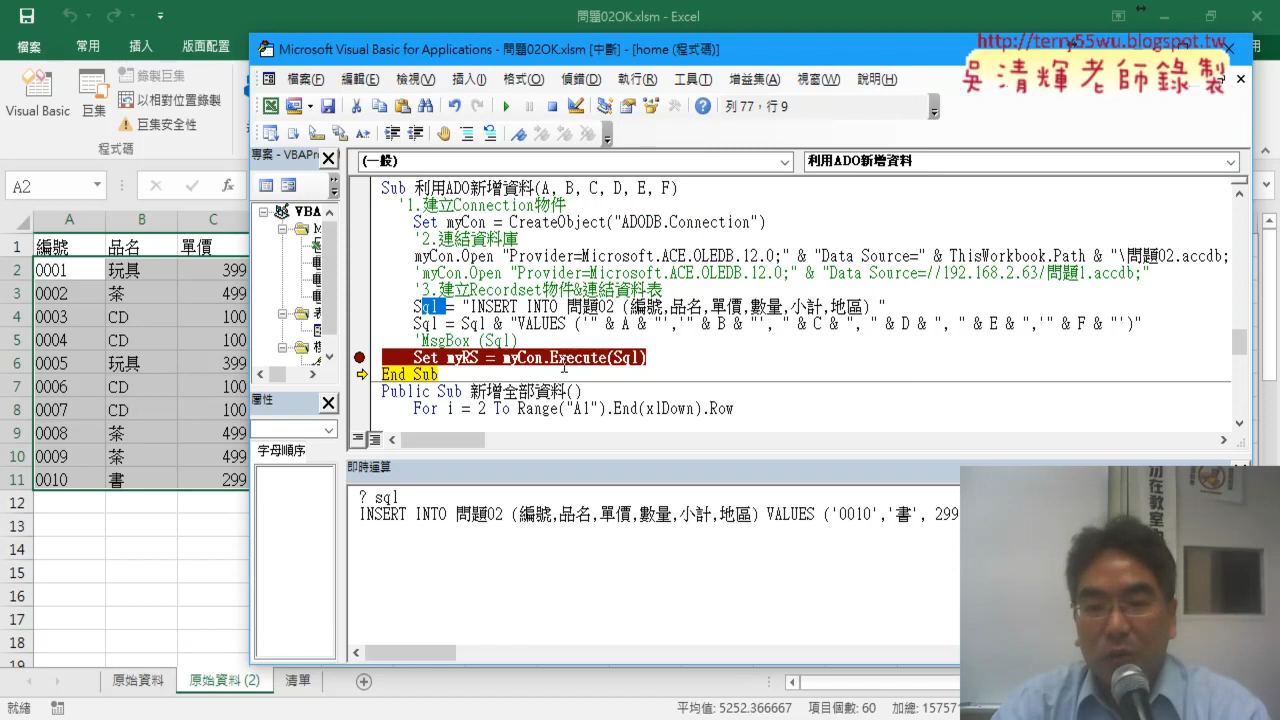 問題02OK.xlsm - Excel
http://terry55wu.blogspot.tw
吳清輝老師錄製
檔案
常用
插入
版面配置
Visual Basic
巨集
錄製巨集
以相對位置錄製
巨集安全性
程式碼
A2
fx
A B C
1 編號 品名 單價
2 0001 玩具 399
3 0002 茶 499
4 0003 CD 100
5 0004 CD 100
6 0005 玩具 399
7 0006 CD 100
8 0007 CD 100
9 0008 茶 499
10 0009 茶 499
11 0010 書 299
12
13
14
15
16
17
18
19
原始資料
原始資料 (2)
清單
就緒
平均值: 5252.366667
項目個數: 60
加總: 15757
Microsoft Visual Basic for Applications - 問題02OK.xlsm [中斷] - [home (程式碼)]
檔案(F) 編輯(E) 檢視(V) 插入(I) 格式(O) 偵錯(D) 執行(R) 工具(T) 增益集(A) 視窗(W) 說明(H)
列 77，行 9
專案 - VBAPr
VBA
屬性
字母順序
(一般)
利用ADO新增資料
Sub 利用ADO新增資料(A, B, C, D, E, F)
'1.建立Connection物件
Set myCon = CreateObject("ADODB.Connection")
'2.連結資料庫
myCon.Open "Provider=Microsoft.ACE.OLEDB.12.0;" & "Data Source=" & ThisWorkbook.Path & "\問題02.accdb;
'myCon.Open "Provider=Microsoft.ACE.OLEDB.12.0;" & "Data Source=//192.168.2.63/問題1.accdb;"
'3.建立Recordset物件&連結資料表
Sql = "INSERT INTO 問題02 (編號,品名,單價,數量,小計,地區) "
Sql = Sql & "VALUES ('" & A & "','" & B & "', " & C & ", " & D & ", " & E & ",'" & F & "')"
'MsgBox (Sql)
Set myRS = myCon.Execute(Sql)
End Sub
Public Sub 新增全部資料()
For i = 2 To Range("A1").End(xlDown).Row
即時運算
? sql
INSERT INTO 問題02 (編號,品名,單價,數量,小計,地區) VALUES ('0010','書', 299